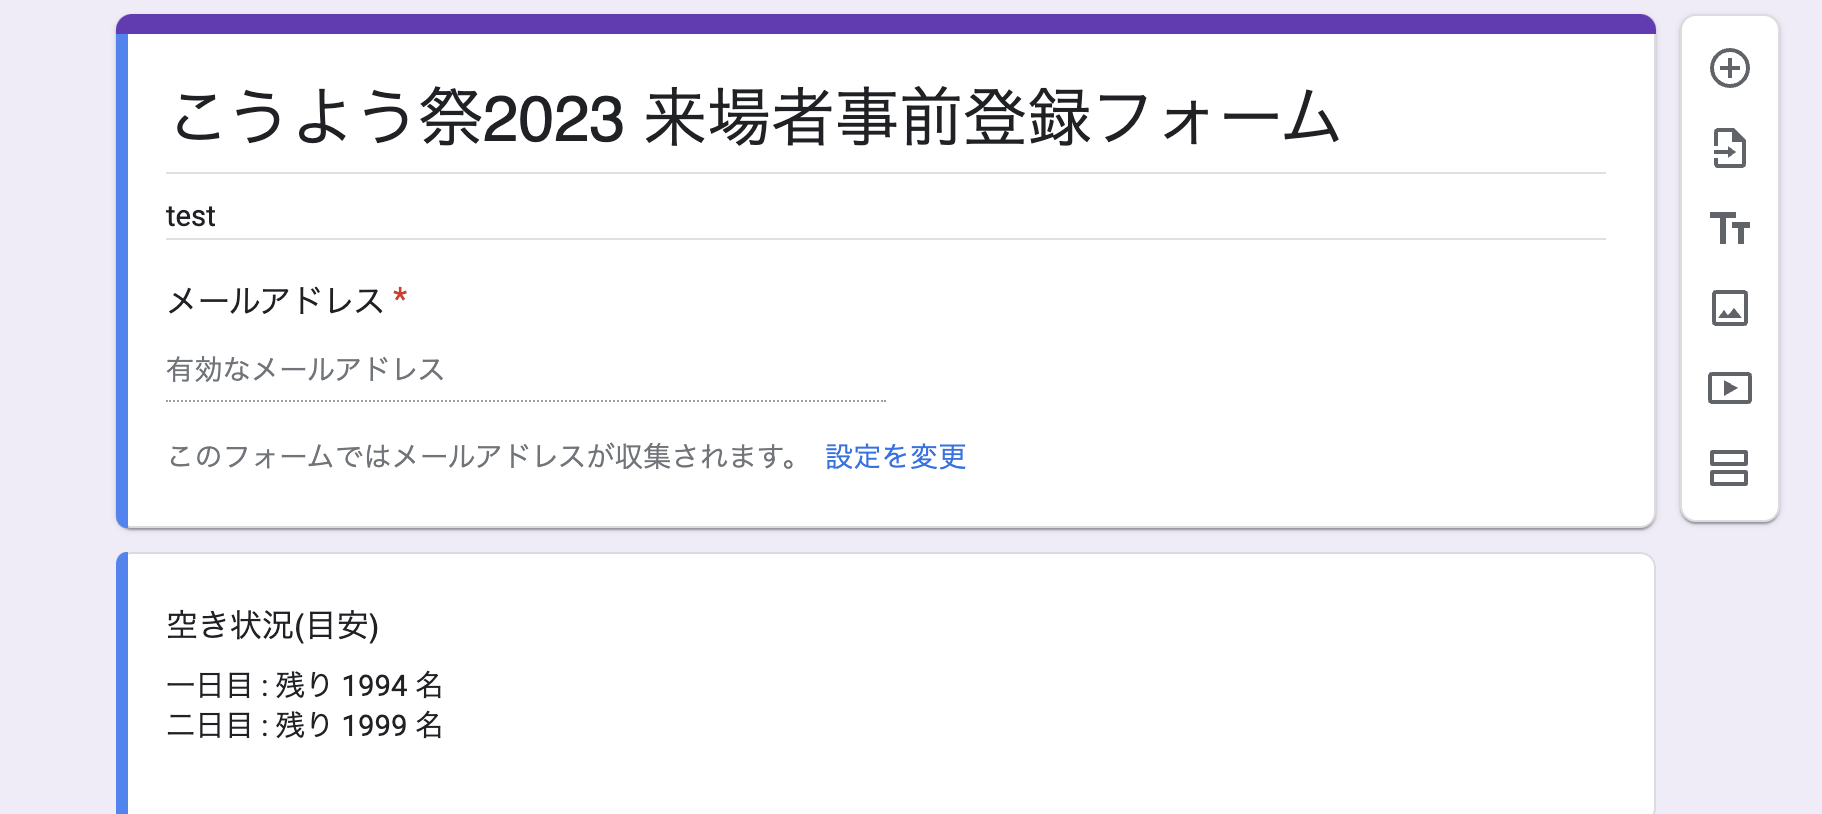 こうよう祭2023 来場者事前登録フォーム
test
メールアドレス *
有効なメールアドレス
このフォームではメールアドレスが収集されます。 設定を変更
空き状況(目安)
一日目 : 残り 1994 名
二日目 : 残り 1999 名